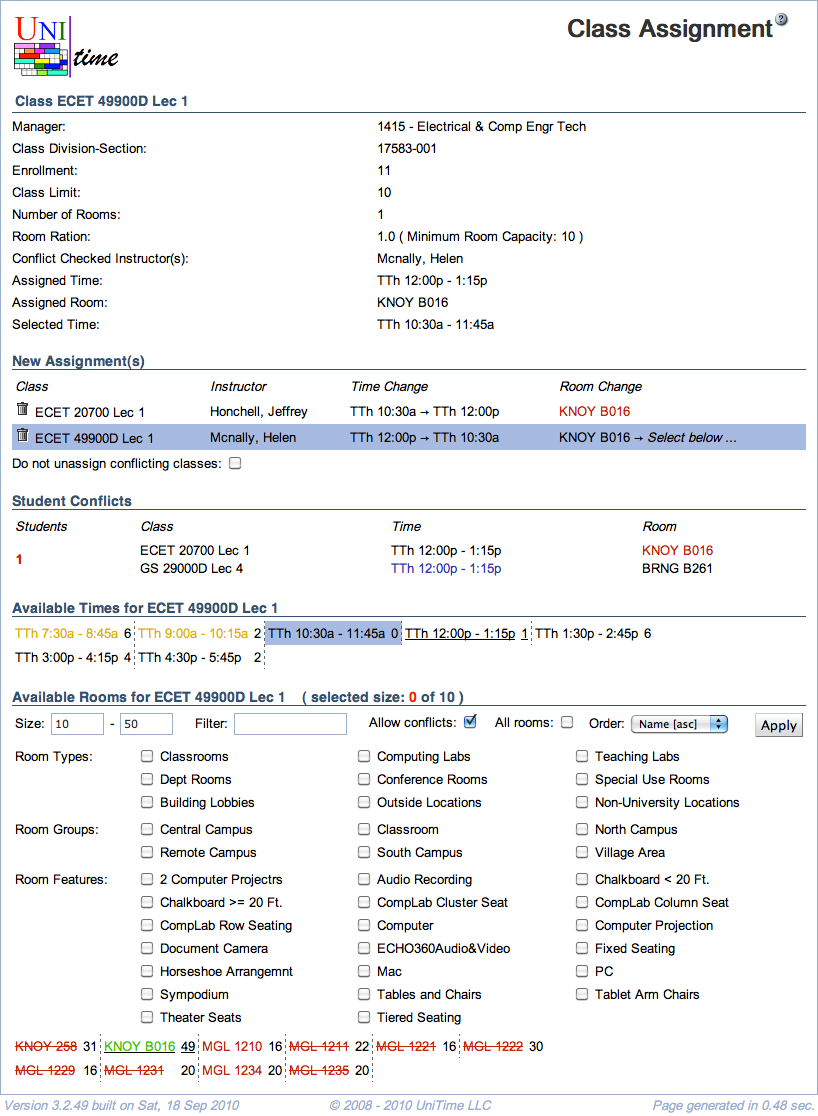 UNI
time
Class Assignment ?
Class ECET 49900D Lec 1
Manager: 1415 - Electrical & Comp Engr Tech
Class Division-Section: 17583-001
Enrollment: 11
Class Limit: 10
Number of Rooms: 1
Room Ration: 1.0 ( Minimum Room Capacity: 10 )
Conflict Checked Instructor(s): Mcnally, Helen
Assigned Time: TTh 12:00p - 1:15p
Assigned Room: KNOY B016
Selected Time: TTh 10:30a - 11:45a
New Assignment(s)
Class Instructor Time Change Room Change
ECET 20700 Lec 1 Honchell, Jeffrey TTh 10:30a → TTh 12:00p KNOY B016
ECET 49900D Lec 1 Mcnally, Helen TTh 12:00p → TTh 10:30a KNOY B016 → Select below ...
Do not unassign conflicting classes:
Student Conflicts
Students Class Time Room
1 ECET 20700 Lec 1 TTh 12:00p - 1:15p KNOY B016
GS 29000D Lec 4 TTh 12:00p - 1:15p BRNG B261
Available Times for ECET 49900D Lec 1
TTh 7:30a - 8:45a 6 TTh 9:00a - 10:15a 2 TTh 10:30a - 11:45a 0 TTh 12:00p - 1:15p 1 TTh 1:30p - 2:45p 6
TTh 3:00p - 4:15p 4 TTh 4:30p - 5:45p 2
Available Rooms for ECET 49900D Lec 1 ( selected size: 0 of 10 )
Size: 10 - 50 Filter: Allow conflicts: All rooms: Order: Name [asc] Apply
Room Types: Classrooms Computing Labs Teaching Labs
Dept Rooms Conference Rooms Special Use Rooms
Building Lobbies Outside Locations Non-University Locations
Room Groups: Central Campus Classroom North Campus
Remote Campus South Campus Village Area
Room Features: 2 Computer Projectrs Audio Recording Chalkboard < 20 Ft.
Chalkboard >= 20 Ft. CompLab Cluster Seat CompLab Column Seat
CompLab Row Seating Computer Computer Projection
Document Camera ECHO360Audio&Video Fixed Seating
Horseshoe Arrangemnt Mac PC
Sympodium Tables and Chairs Tablet Arm Chairs
Theater Seats Tiered Seating
KNOY 258 31 KNOY B016 49 MGL 1210 16 MGL 1211 22 MGL 1221 16 MGL 1222 30
MGL 1229 16 MGL 1231 20 MGL 1234 20 MGL 1235 20
Version 3.2.49 built on Sat, 18 Sep 2010 © 2008 - 2010 UniTime LLC Page generated in 0.48 sec.